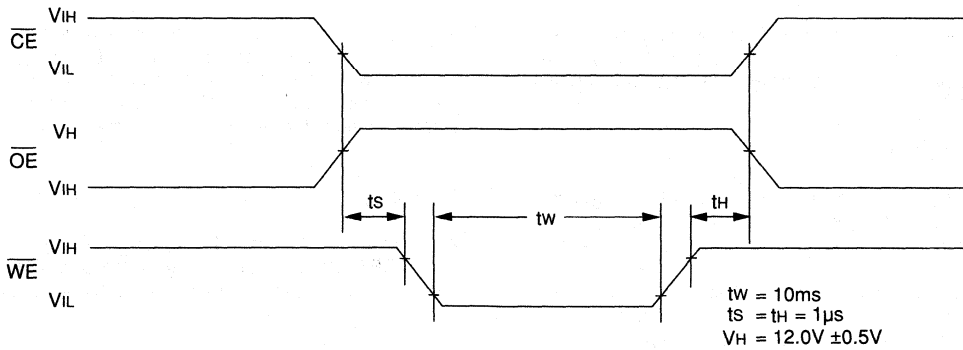 VIH
CE
VIL
VH
OE
VIH
tS
tW
tH
VIH
WE
VIL
tW = 10ms
tS = tH = 1µs
VH = 12.0V ±0.5V